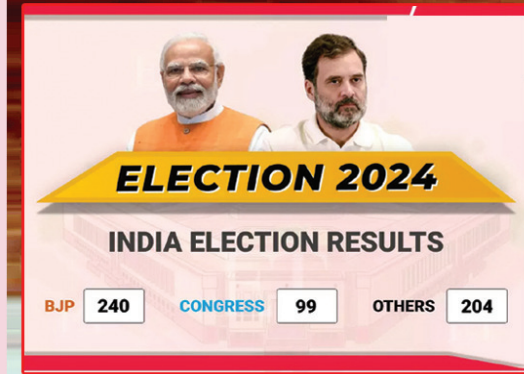 ELECTION 2024
INDIA ELECTION RESULTS
BJP 240 CONGRESS 99 OTHERS 204